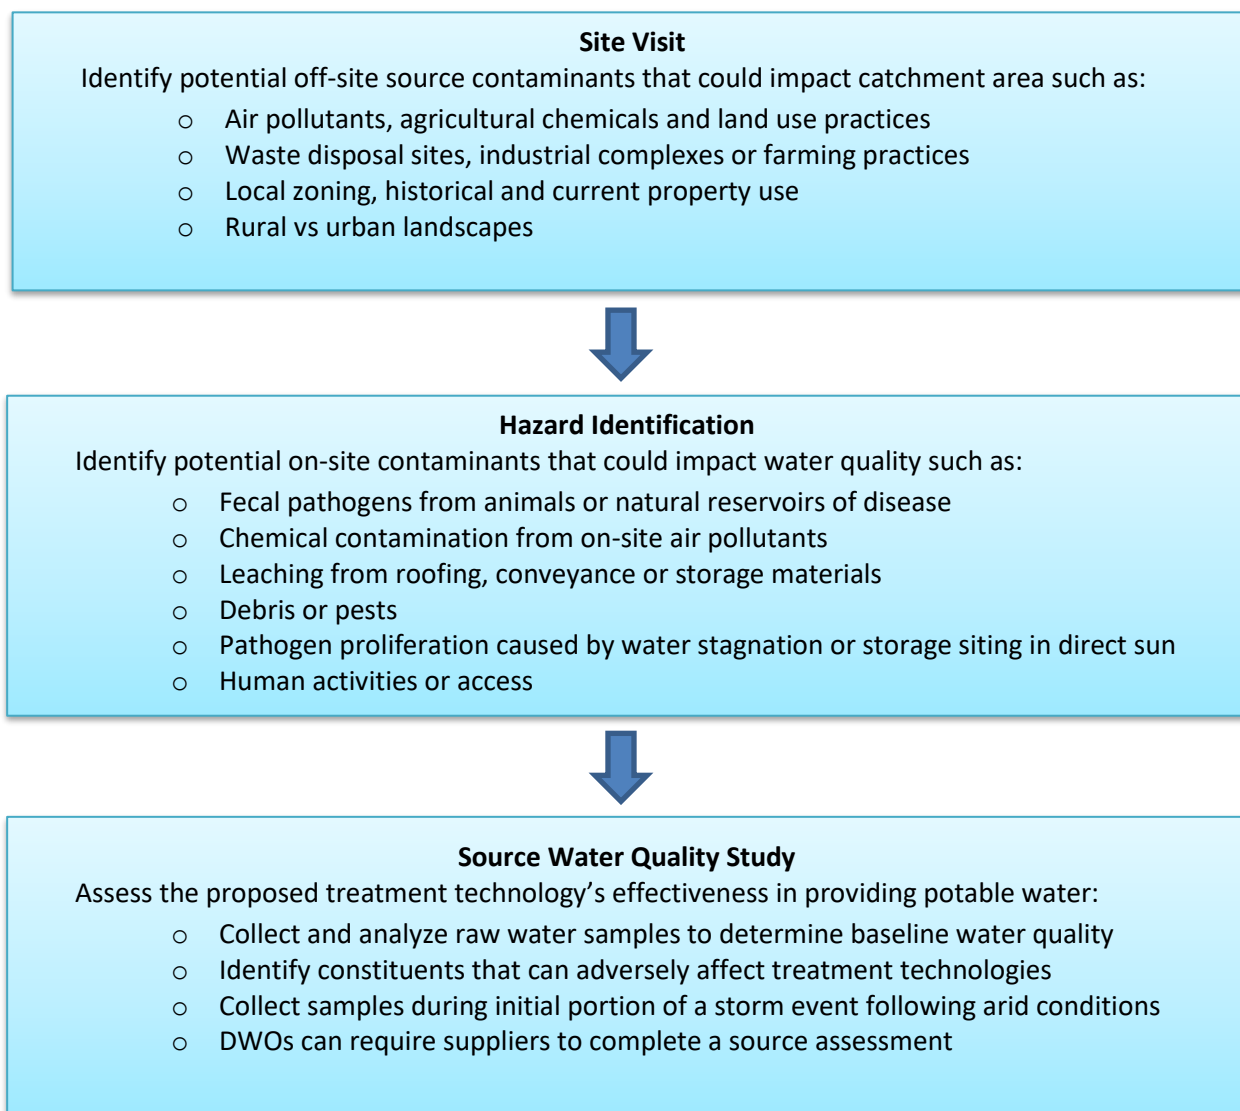 Site Visit
Identify potential off-site source contaminants that could impact catchment area such as:
o Air pollutants, agricultural chemicals and land use practices
o Waste disposal sites, industrial complexes or farming practices
o Local zoning, historical and current property use
o Rural vs urban landscapes
Hazard Identification
Identify potential on-site contaminants that could impact water quality such as:
o Fecal pathogens from animals or natural reservoirs of disease
o Chemical contamination from on-site air pollutants
o Leaching from roofing, conveyance or storage materials
o Debris or pests
o Pathogen proliferation caused by water stagnation or storage siting in direct sun
o Human activities or access
Source Water Quality Study
Assess the proposed treatment technology’s effectiveness in providing potable water:
o Collect and analyze raw water samples to determine baseline water quality
o Identify constituents that can adversely affect treatment technologies
o Collect samples during initial portion of a storm event following arid conditions
o DWOs can require suppliers to complete a source assessment